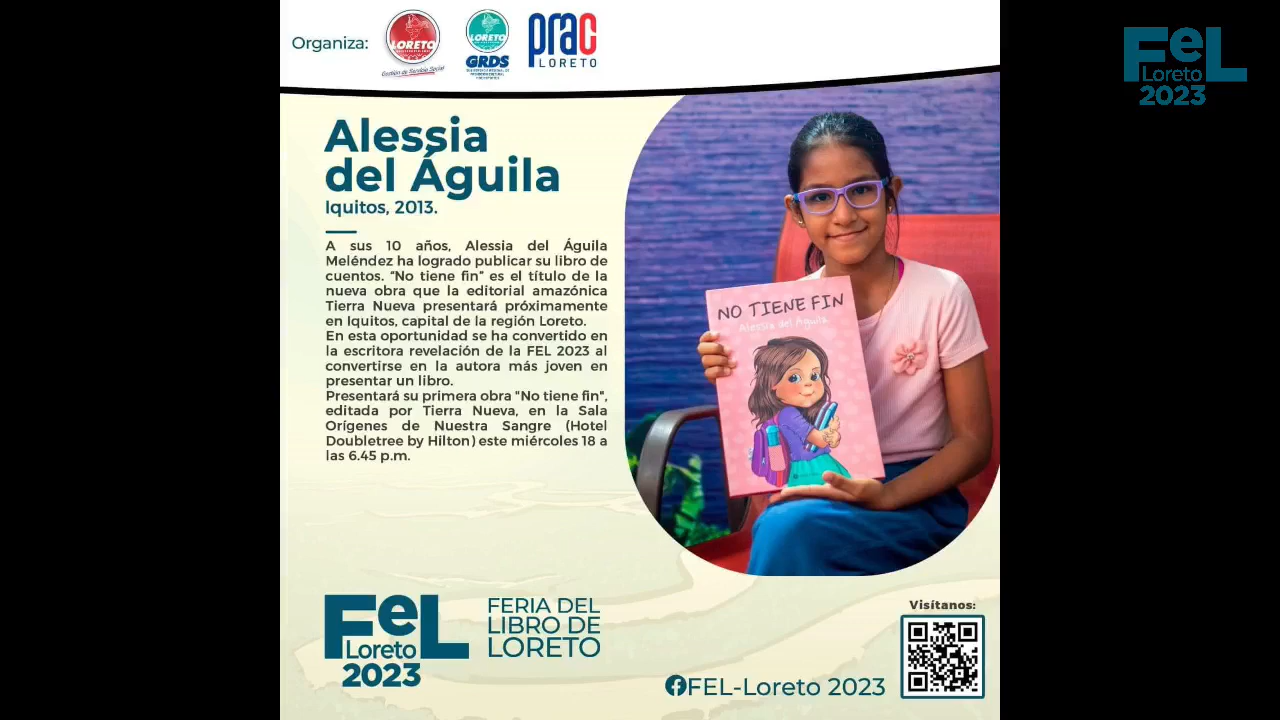 Organiza:
LORETO
Gestión de Servicio Social
LORETO
GRDS
prac
LORETO
FeL
Loreto
2023
Alessia
del Águila
Iquitos, 2013.
A sus 10 años, Alessia del Águila
Meléndez ha logrado publicar su libro de
cuentos. "No tiene fin" es el título de la
nueva obra que la editorial amazónica
Tierra Nueva presentará próximamente
en Iquitos, capital de la región Loreto.
En esta oportunidad se ha convertido en
la escritora revelación de la FEL 2023 al
convertirse en la autora más joven en
presentar un libro.
Presentará su primera obra "No tiene fin",
editada por Tierra Nueva, en la Sala
Orígenes de Nuestra Sangre (Hotel
Doubletree by Hilton) este miércoles 18 a
las 6.45 p.m.
NO TIENE FIN
Alessia del Águila
FeL
Loreto
2023
FERIA DEL
LIBRO DE
LORETO
Visítanos:
FEL-Loreto 2023